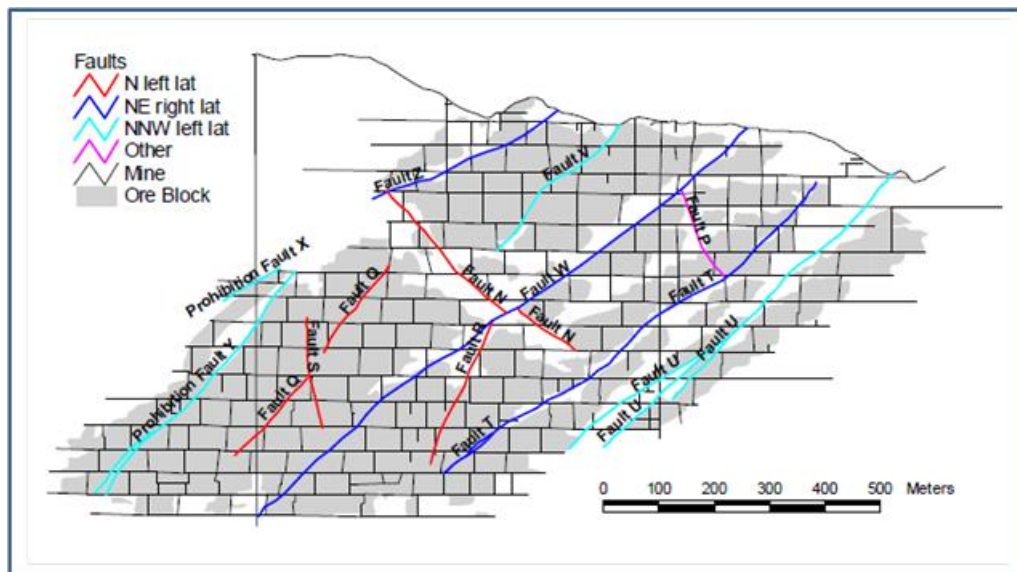 Faults
N left lat
NE right lat
NNW left lat
Other
Mine
Ore Block
Fault Z
Fault V
Fault P
Prohibition Fault X
Fault Q
Fault N
Fault W
Fault T
Fault N
Fault R
Fault S
Fault U
Prohibition Fault Y
Fault U
Fault Q
Fault U
Fault T
0 100 200 300 400 500 Meters